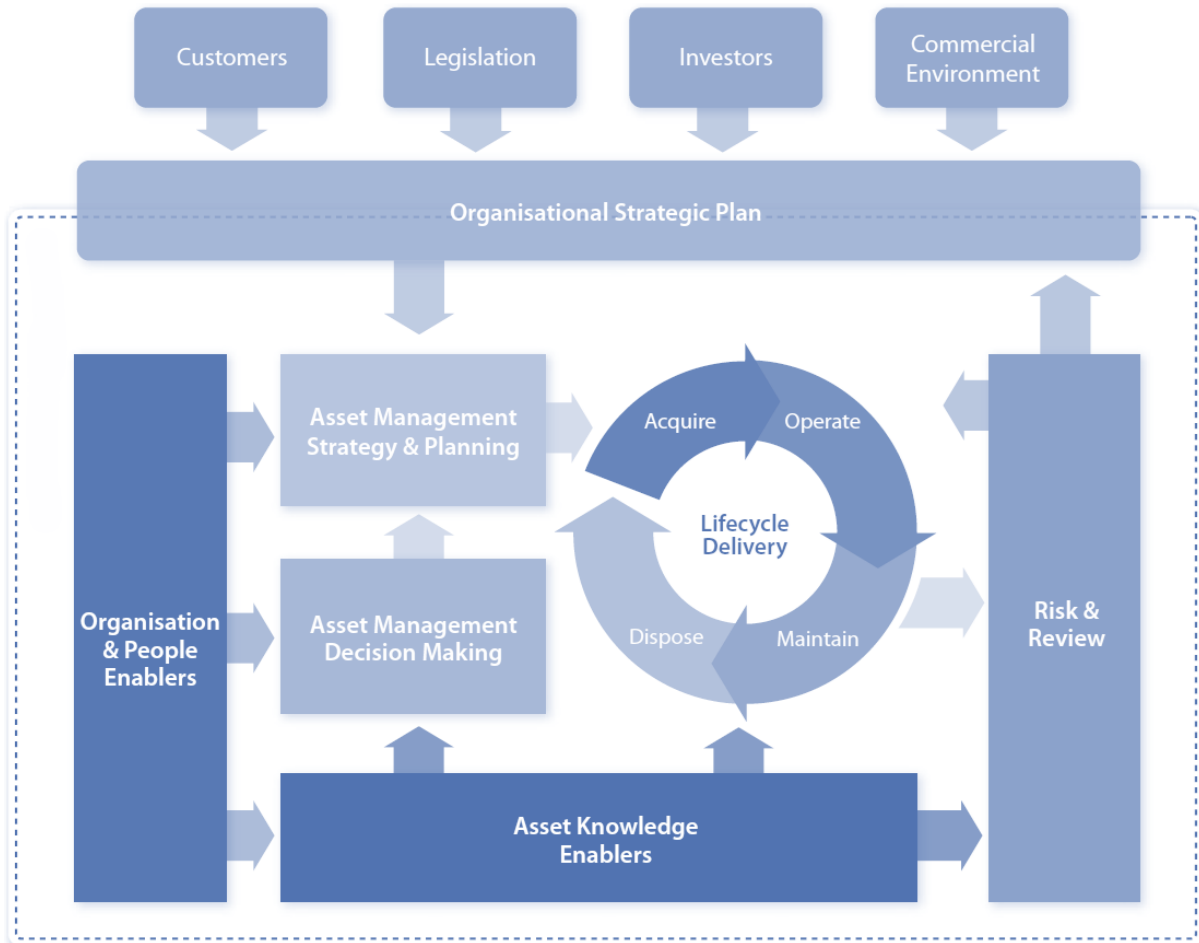 Customers
Legislation
Investors
Commercial
Environment
Organisational Strategic Plan
Asset Management
Strategy & Planning
Acquire
Operate
Lifecycle
Delivery
Organisation
& People
Enablers
Asset Management
Decision Making
Dispose
Maintain
Risk &
Review
Asset Knowledge
Enablers